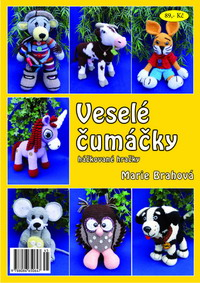 89,- Kč
Veselé
čumáčky
háčkované hračky
Marie Brahová